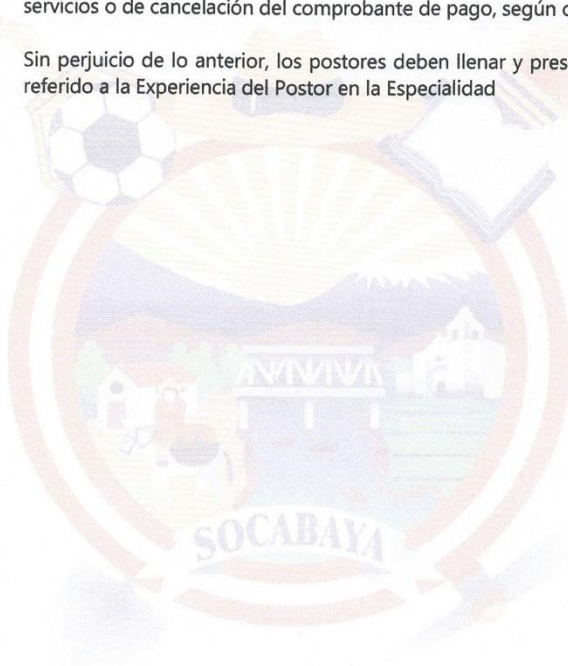 servicios o de cancelación del comprobante de pago, según
Sin perjuicio de lo anterior, los postores deben llenar y
referido a la Experiencia del Postor en la Especialidad
SOCABAYA